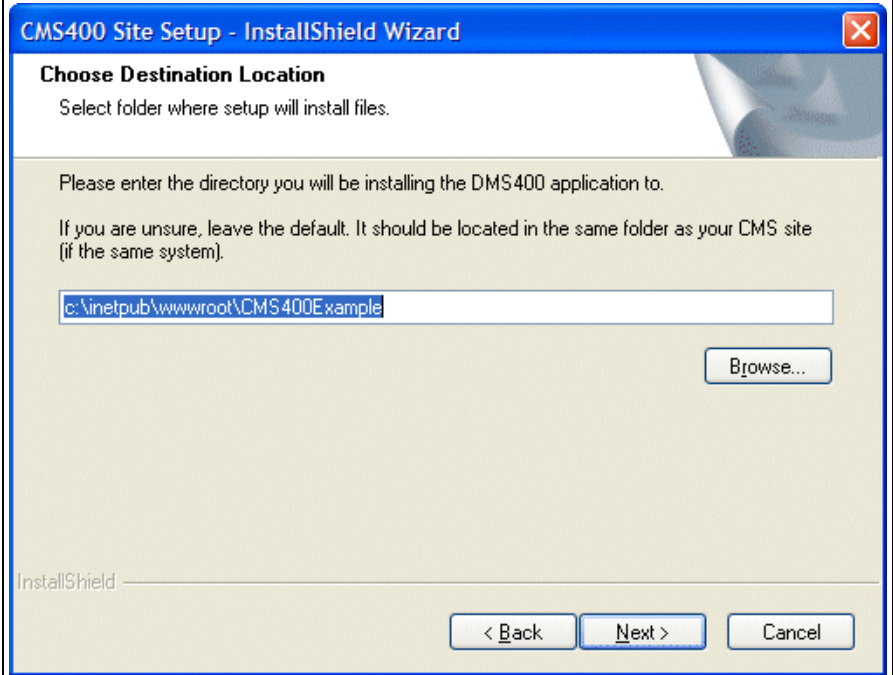 CMS400 Site Setup - InstallShield Wizard
Choose Destination Location
Select folder where setup will install files.
Please enter the directory you will be installing the DMS400 application to.
If you are unsure, leave the default. It should be located in the same folder as your CMS site
(if the same system).
c:\inetpub\wwwroot\CMS400Example
Browse...
InstallShield
< Back Next > Cancel